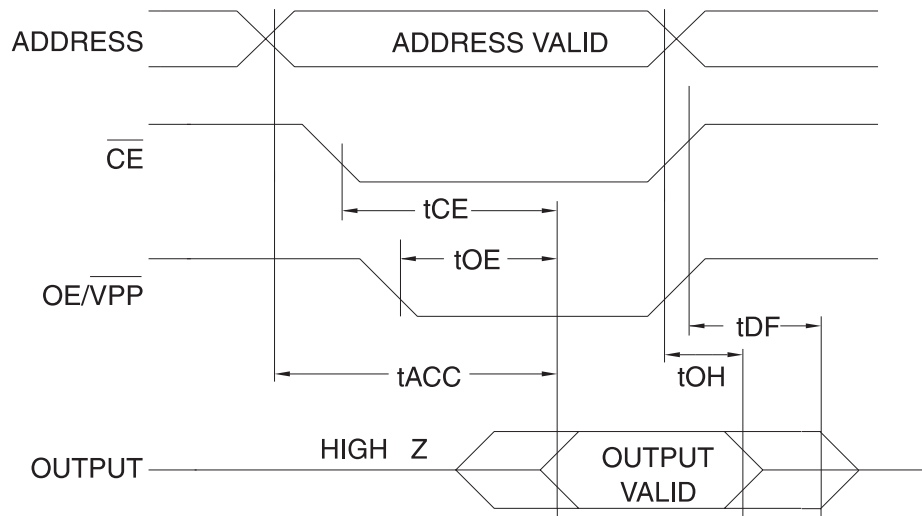 ADDRESS
ADDRESS VALID
CE
tCE
tOE
OE/VPP
tDF
tACC
tOH
HIGH Z
OUTPUT
OUTPUT
VALID